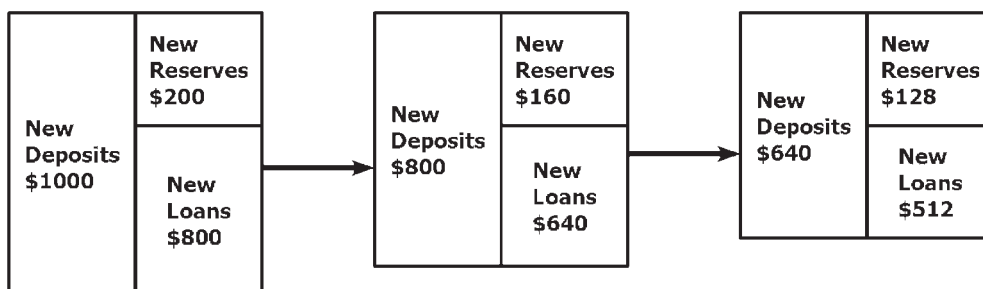 New
Deposits
$1000
New
Reserves
$200
New
Loans
$800
New
Deposits
$800
New
Reserves
$160
New
Loans
$640
New
Deposits
$640
New
Reserves
$128
New
Loans
$512